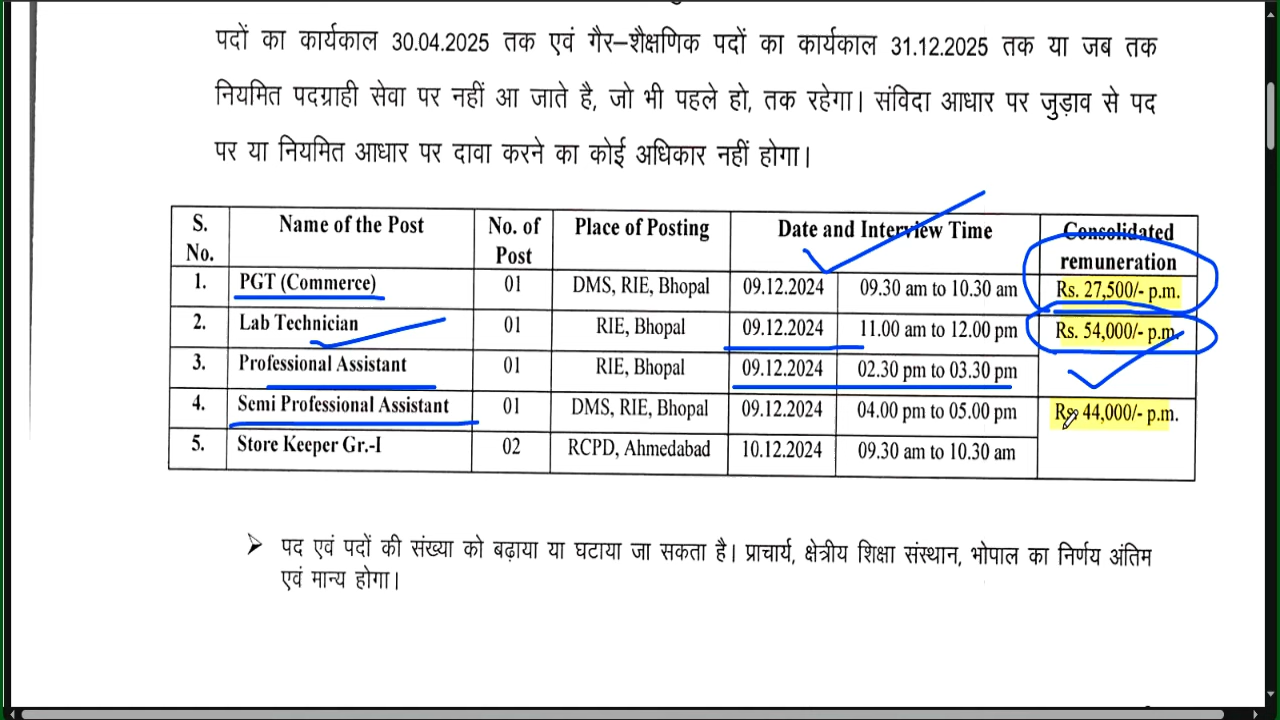 पदों का कार्यकाल 30.04.2025 तक एवं गैर–शैक्षणिक पदों का कार्यकाल 31.12.2025 तक या जब तक
नियमित पदग्राही सेवा पर नहीं आ जाते है, जो भी पहले हो, तक रहेगा। संविदा आधार पर जुड़ाव से पद
पर या नियमित आधार पर दावा करने का कोई अधिकार नहीं होगा।
S. No. Name of the Post No. of Post Place of Posting Date and Interview Time Consolidated remuneration
1. PGT (Commerce) 01 DMS, RIE, Bhopal 09.12.2024 09.30 am to 10.30 am Rs. 27,500/- p.m.
2. Lab Technician 01 RIE, Bhopal 09.12.2024 11.00 am to 12.00 pm Rs. 54,000/- p.m.
3. Professional Assistant 01 RIE, Bhopal 09.12.2024 02.30 pm to 03.30 pm
4. Semi Professional Assistant 01 DMS, RIE, Bhopal 09.12.2024 04.00 pm to 05.00 pm Rs. 44,000/- p.m.
5. Store Keeper Gr.-I 02 RCPD, Ahmedabad 10.12.2024 09.30 am to 10.30 am
➢ पद एवं पदों की संख्या को बढ़ाया या घटाया जा सकता है। प्राचार्य, क्षेत्रीय शिक्षा संस्थान, भोपाल का निर्णय अंतिम
एवं मान्य होगा।